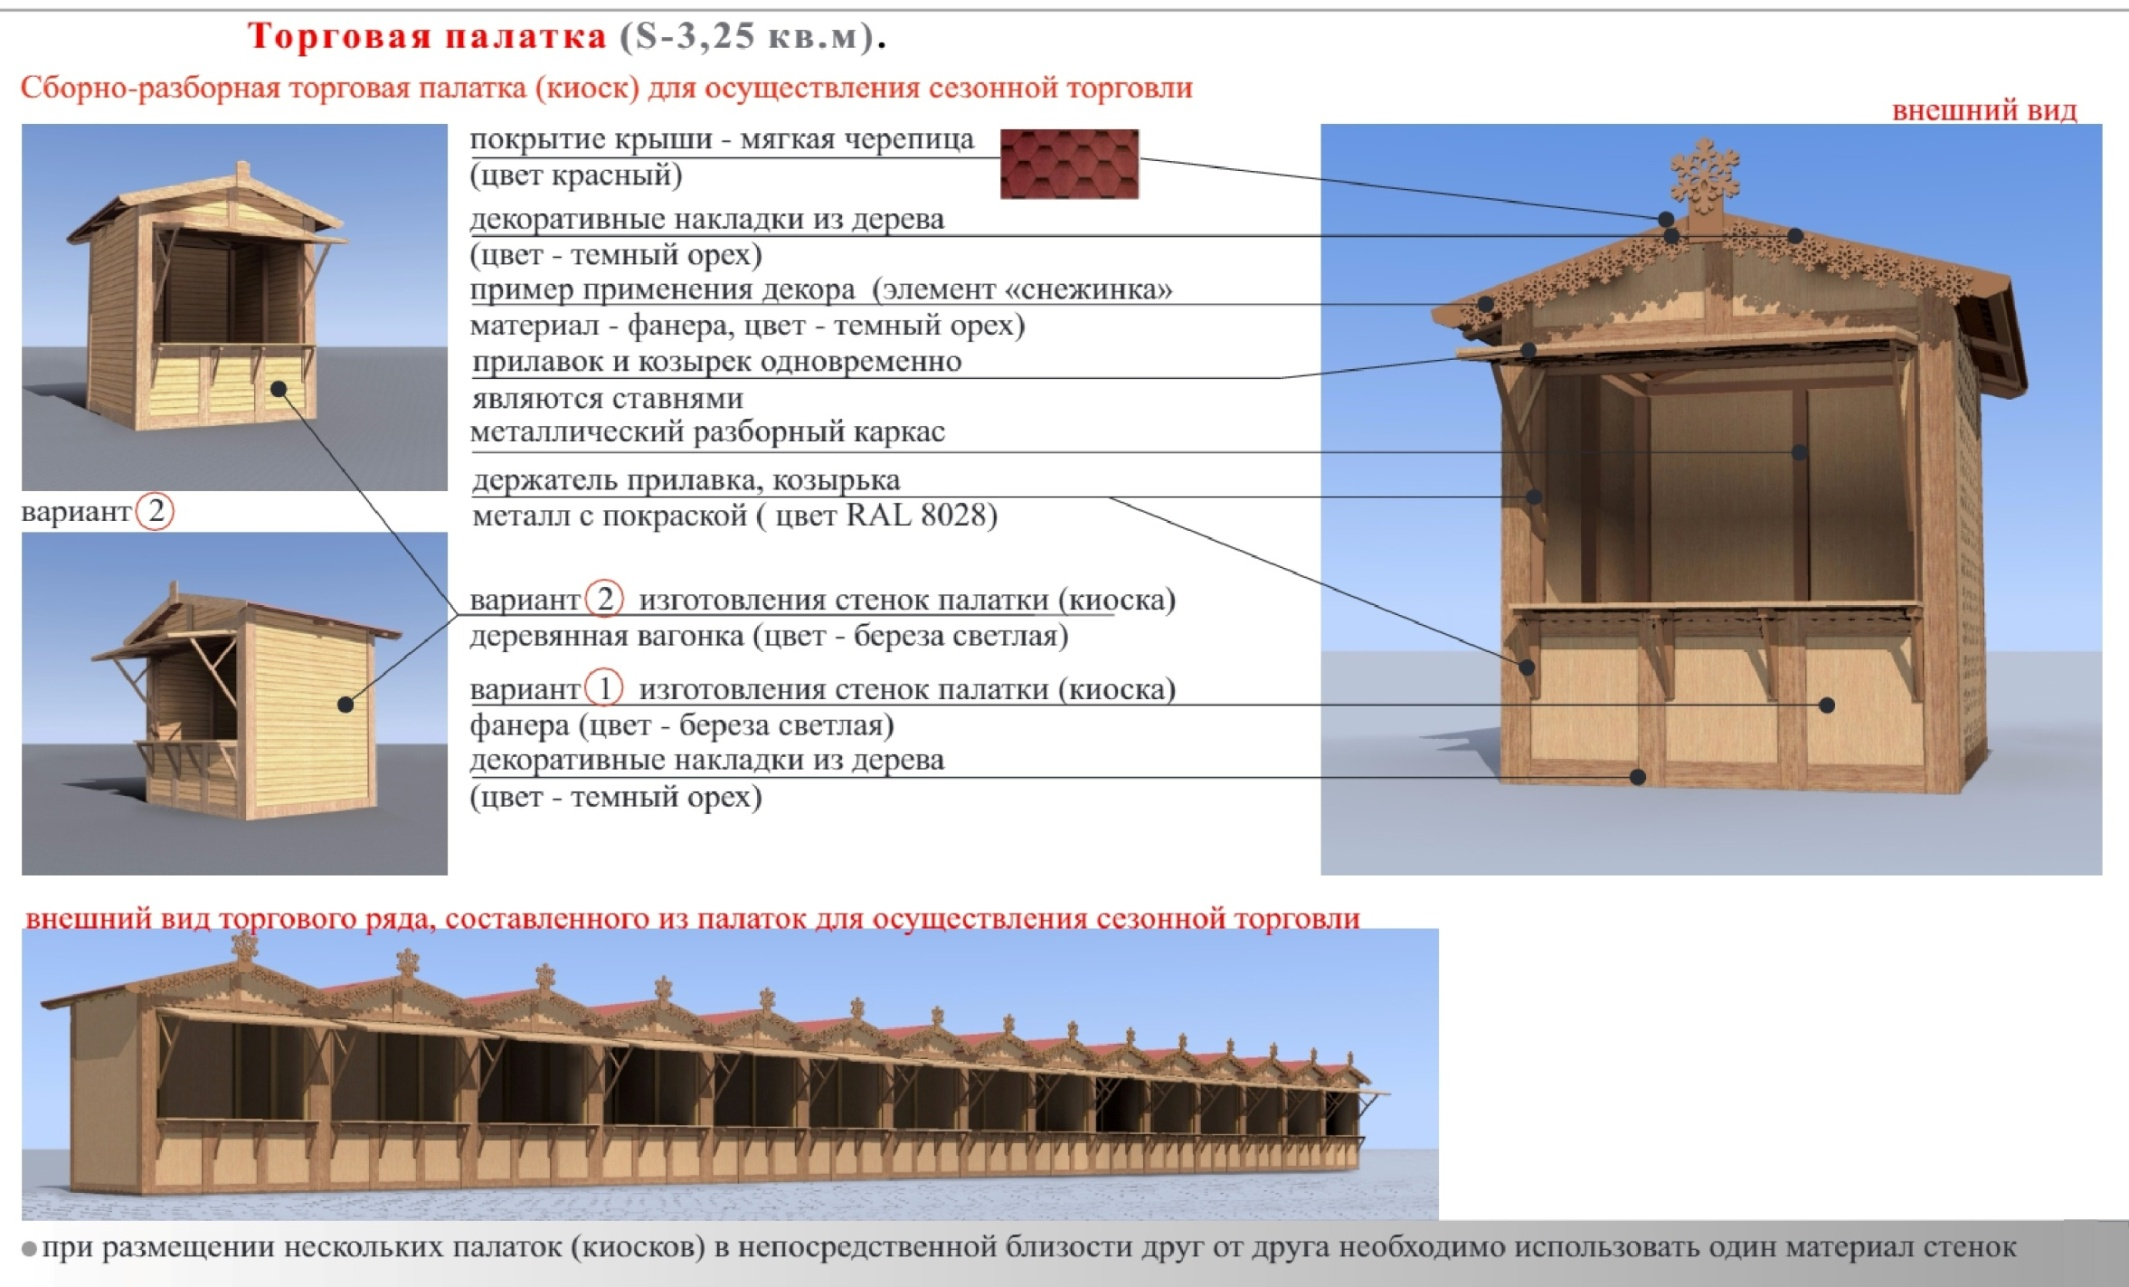 Торговая палатка (S-3,25 кв.м).
Сборно-разборная торговая палатка (киоск) для осуществления сезонной торговли
внешний вид
покрытие крыши - мягкая черепица
(цвет красный)
декоративные накладки из дерева
(цвет - темный орех)
пример применения декора (элемент «снежинка»
материал - фанера, цвет - темный орех)
прилавок и козырек одновременно
являются ставнями
металлический разборный каркас
держатель прилавка, козырька
металл с покраской ( цвет RAL 8028)
вариант 2
вариант 2 изготовления стенок палатки (киоска)
деревянная вагонка (цвет - береза светлая)
вариант 1 изготовления стенок палатки (киоска)
фанера (цвет - береза светлая)
декоративные накладки из дерева
(цвет - темный орех)
внешний вид торгового ряда, составленного из палаток для осуществления сезонной торговли
при размещении нескольких палаток (киосков) в непосредственной близости друг от друга необходимо использовать один материал стенок